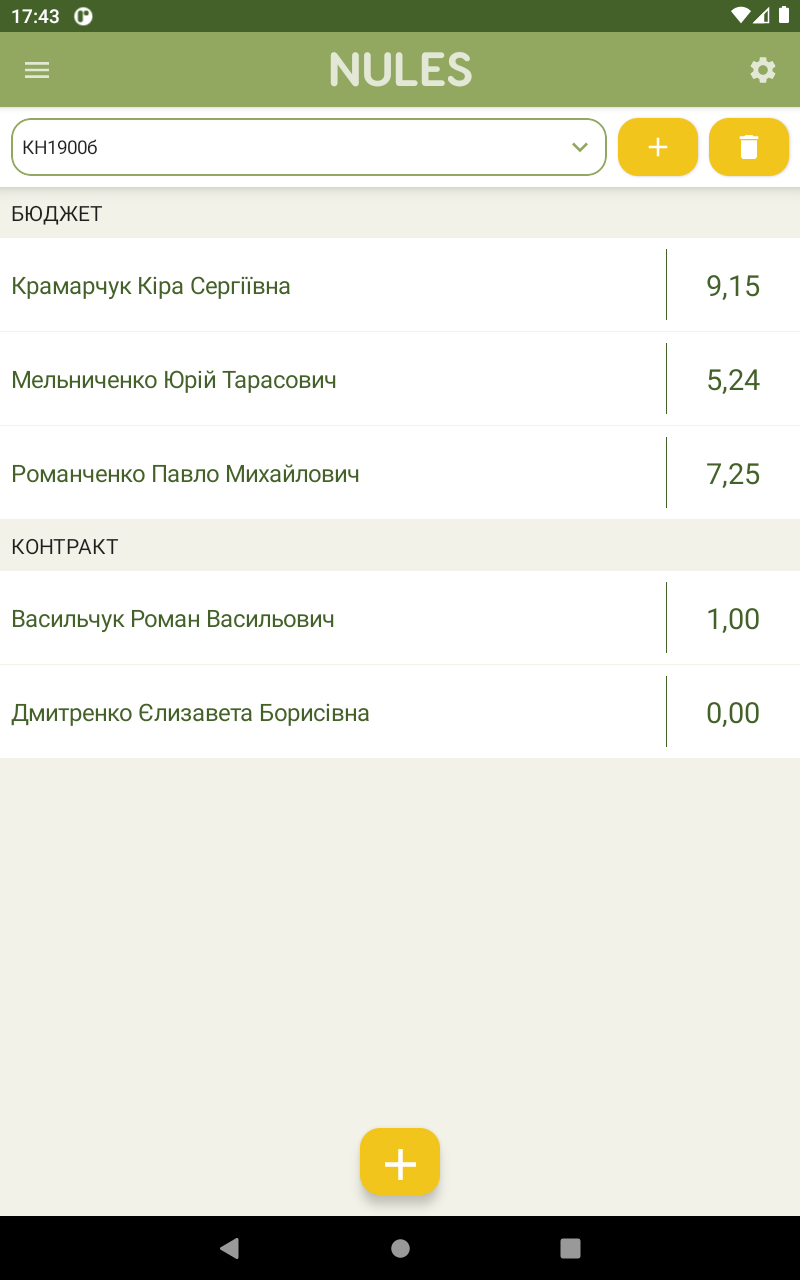 17:43
NULES
КН1900б
БЮДЖЕТ
Крамарчук Кіра Сергіївна
9,15
Мельниченко Юрій Тарасович
5,24
Романченко Павло Михайлович
7,25
КОНТРАКТ
Васильчук Роман Васильович
1,00
Дмитренко Єлизавета Борисівна
0,00